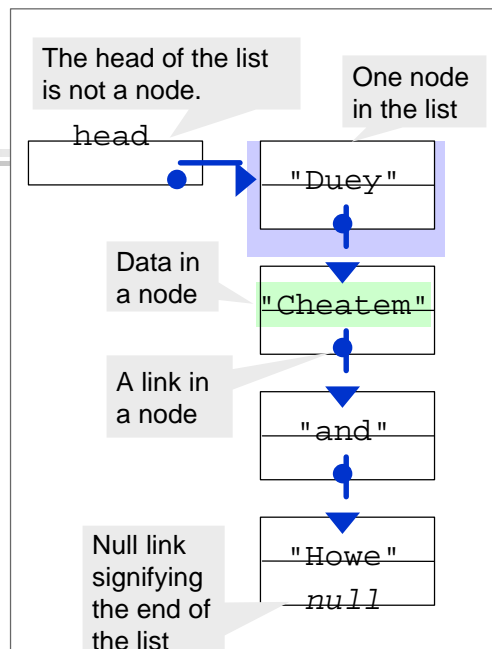 The head of the list
is not a node.
One node
in the list
head
"Duey"
Data in
a node
"Cheatem"
A link in
a node
"and"
Null link
signifying
the end of
the list
"Howe"
null